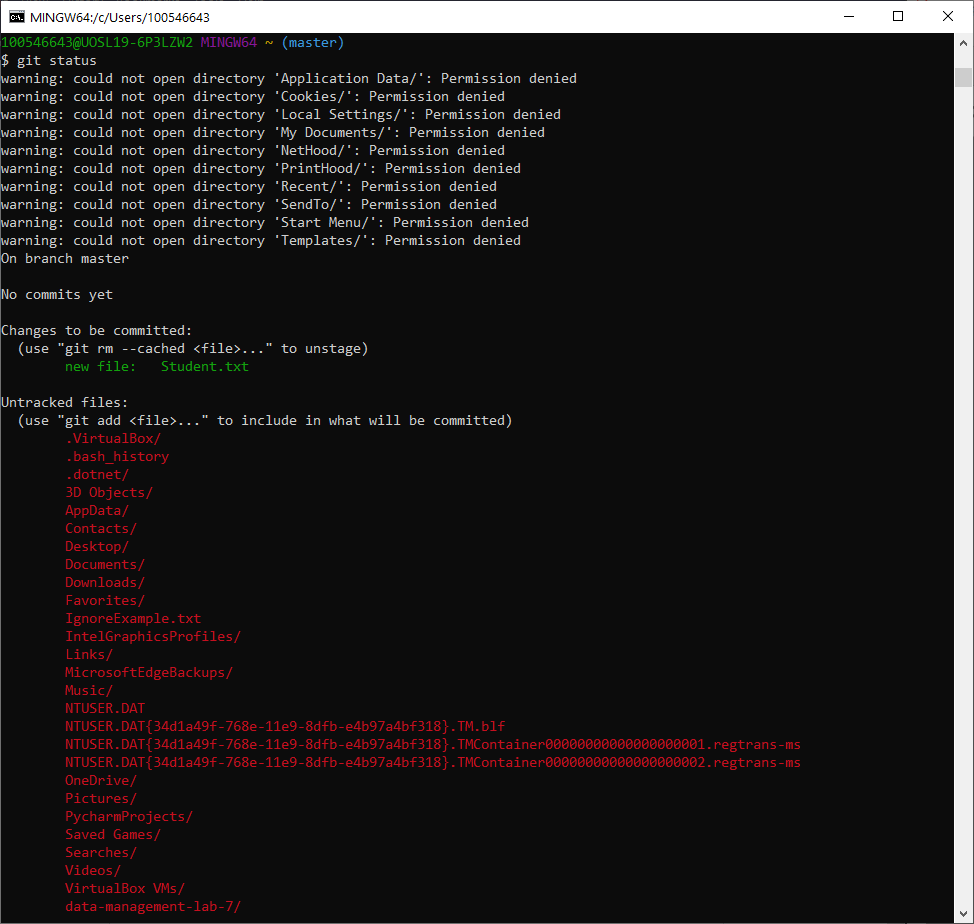 MINGW64:/c/Users/100546643
100546643@UOSL19-6P3LZW2 MINGW64 ~ (master)
$ git status
warning: could not open directory 'Application Data/': Permission denied
warning: could not open directory 'Cookies/': Permission denied
warning: could not open directory 'Local Settings/': Permission denied
warning: could not open directory 'My Documents/': Permission denied
warning: could not open directory 'NetHood/': Permission denied
warning: could not open directory 'PrintHood/': Permission denied
warning: could not open directory 'Recent/': Permission denied
warning: could not open directory 'SendTo/': Permission denied
warning: could not open directory 'Start Menu/': Permission denied
warning: could not open directory 'Templates/': Permission denied
On branch master

No commits yet

Changes to be committed:
  (use "git rm --cached <file>..." to unstage)
        new file:   Student.txt

Untracked files:
  (use "git add <file>..." to include in what will be committed)
        .VirtualBox/
        .bash_history
        .dotnet/
        3D Objects/
        AppData/
        Contacts/
        Desktop/
        Documents/
        Downloads/
        Favorites/
        IgnoreExample.txt
        IntelGraphicsProfiles/
        Links/
        MicrosoftEdgeBackups/
        Music/
        NTUSER.DAT
        NTUSER.DAT{34d1a49f-768e-11e9-8dfb-e4b97a4bf318}.TM.blf
        NTUSER.DAT{34d1a49f-768e-11e9-8dfb-e4b97a4bf318}.TMContainer00000000000000000001.regtrans-ms
        NTUSER.DAT{34d1a49f-768e-11e9-8dfb-e4b97a4bf318}.TMContainer00000000000000000002.regtrans-ms
        OneDrive/
        Pictures/
        PycharmProjects/
        Saved Games/
        Searches/
        Videos/
        VirtualBox VMs/
        data-management-lab-7/